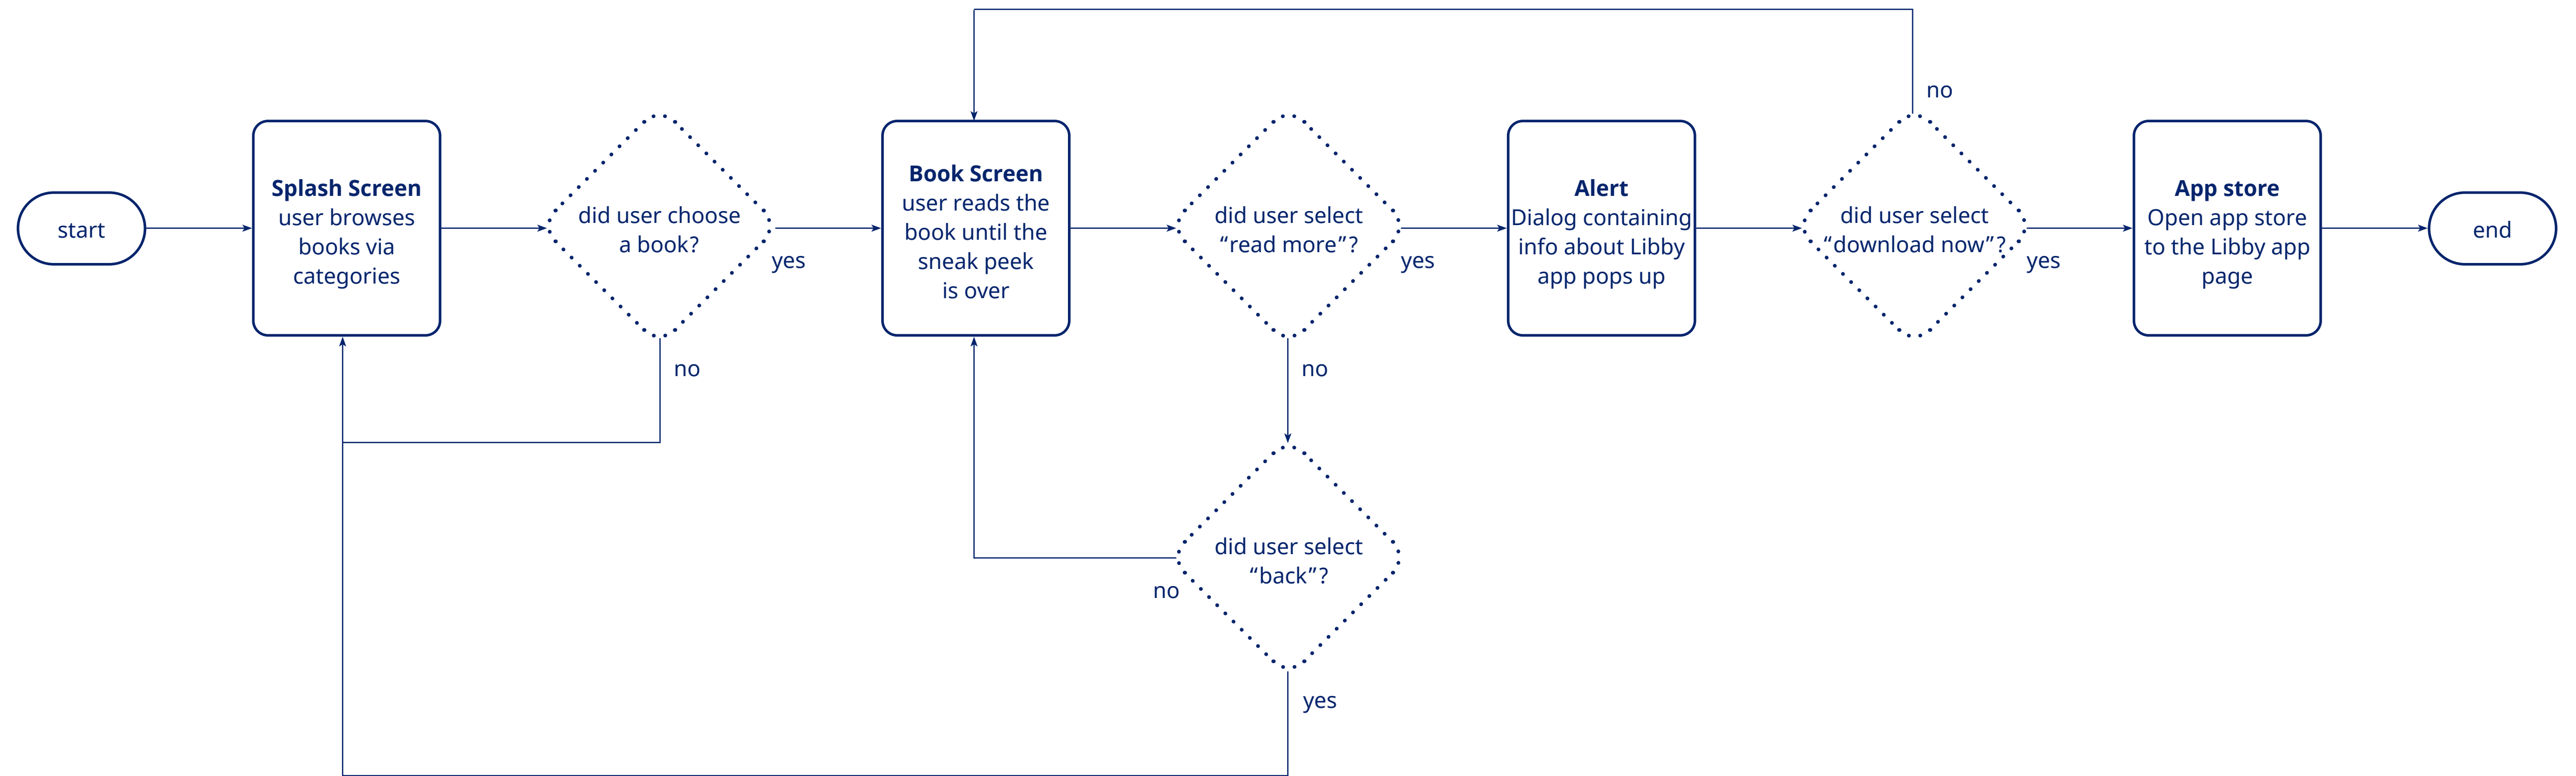 start
Splash Screen
user browses
books via
categories
did user choose
a book?
yes
no
Book Screen
user reads the
book until the
sneak peek
is over
did user select
“read more”?
yes
no
did user select
“back”?
no
yes
Alert
Dialog containing
info about Libby
app pops up
did user select
“download now”?
no
yes
App store
Open app store
to the Libby app
page
end